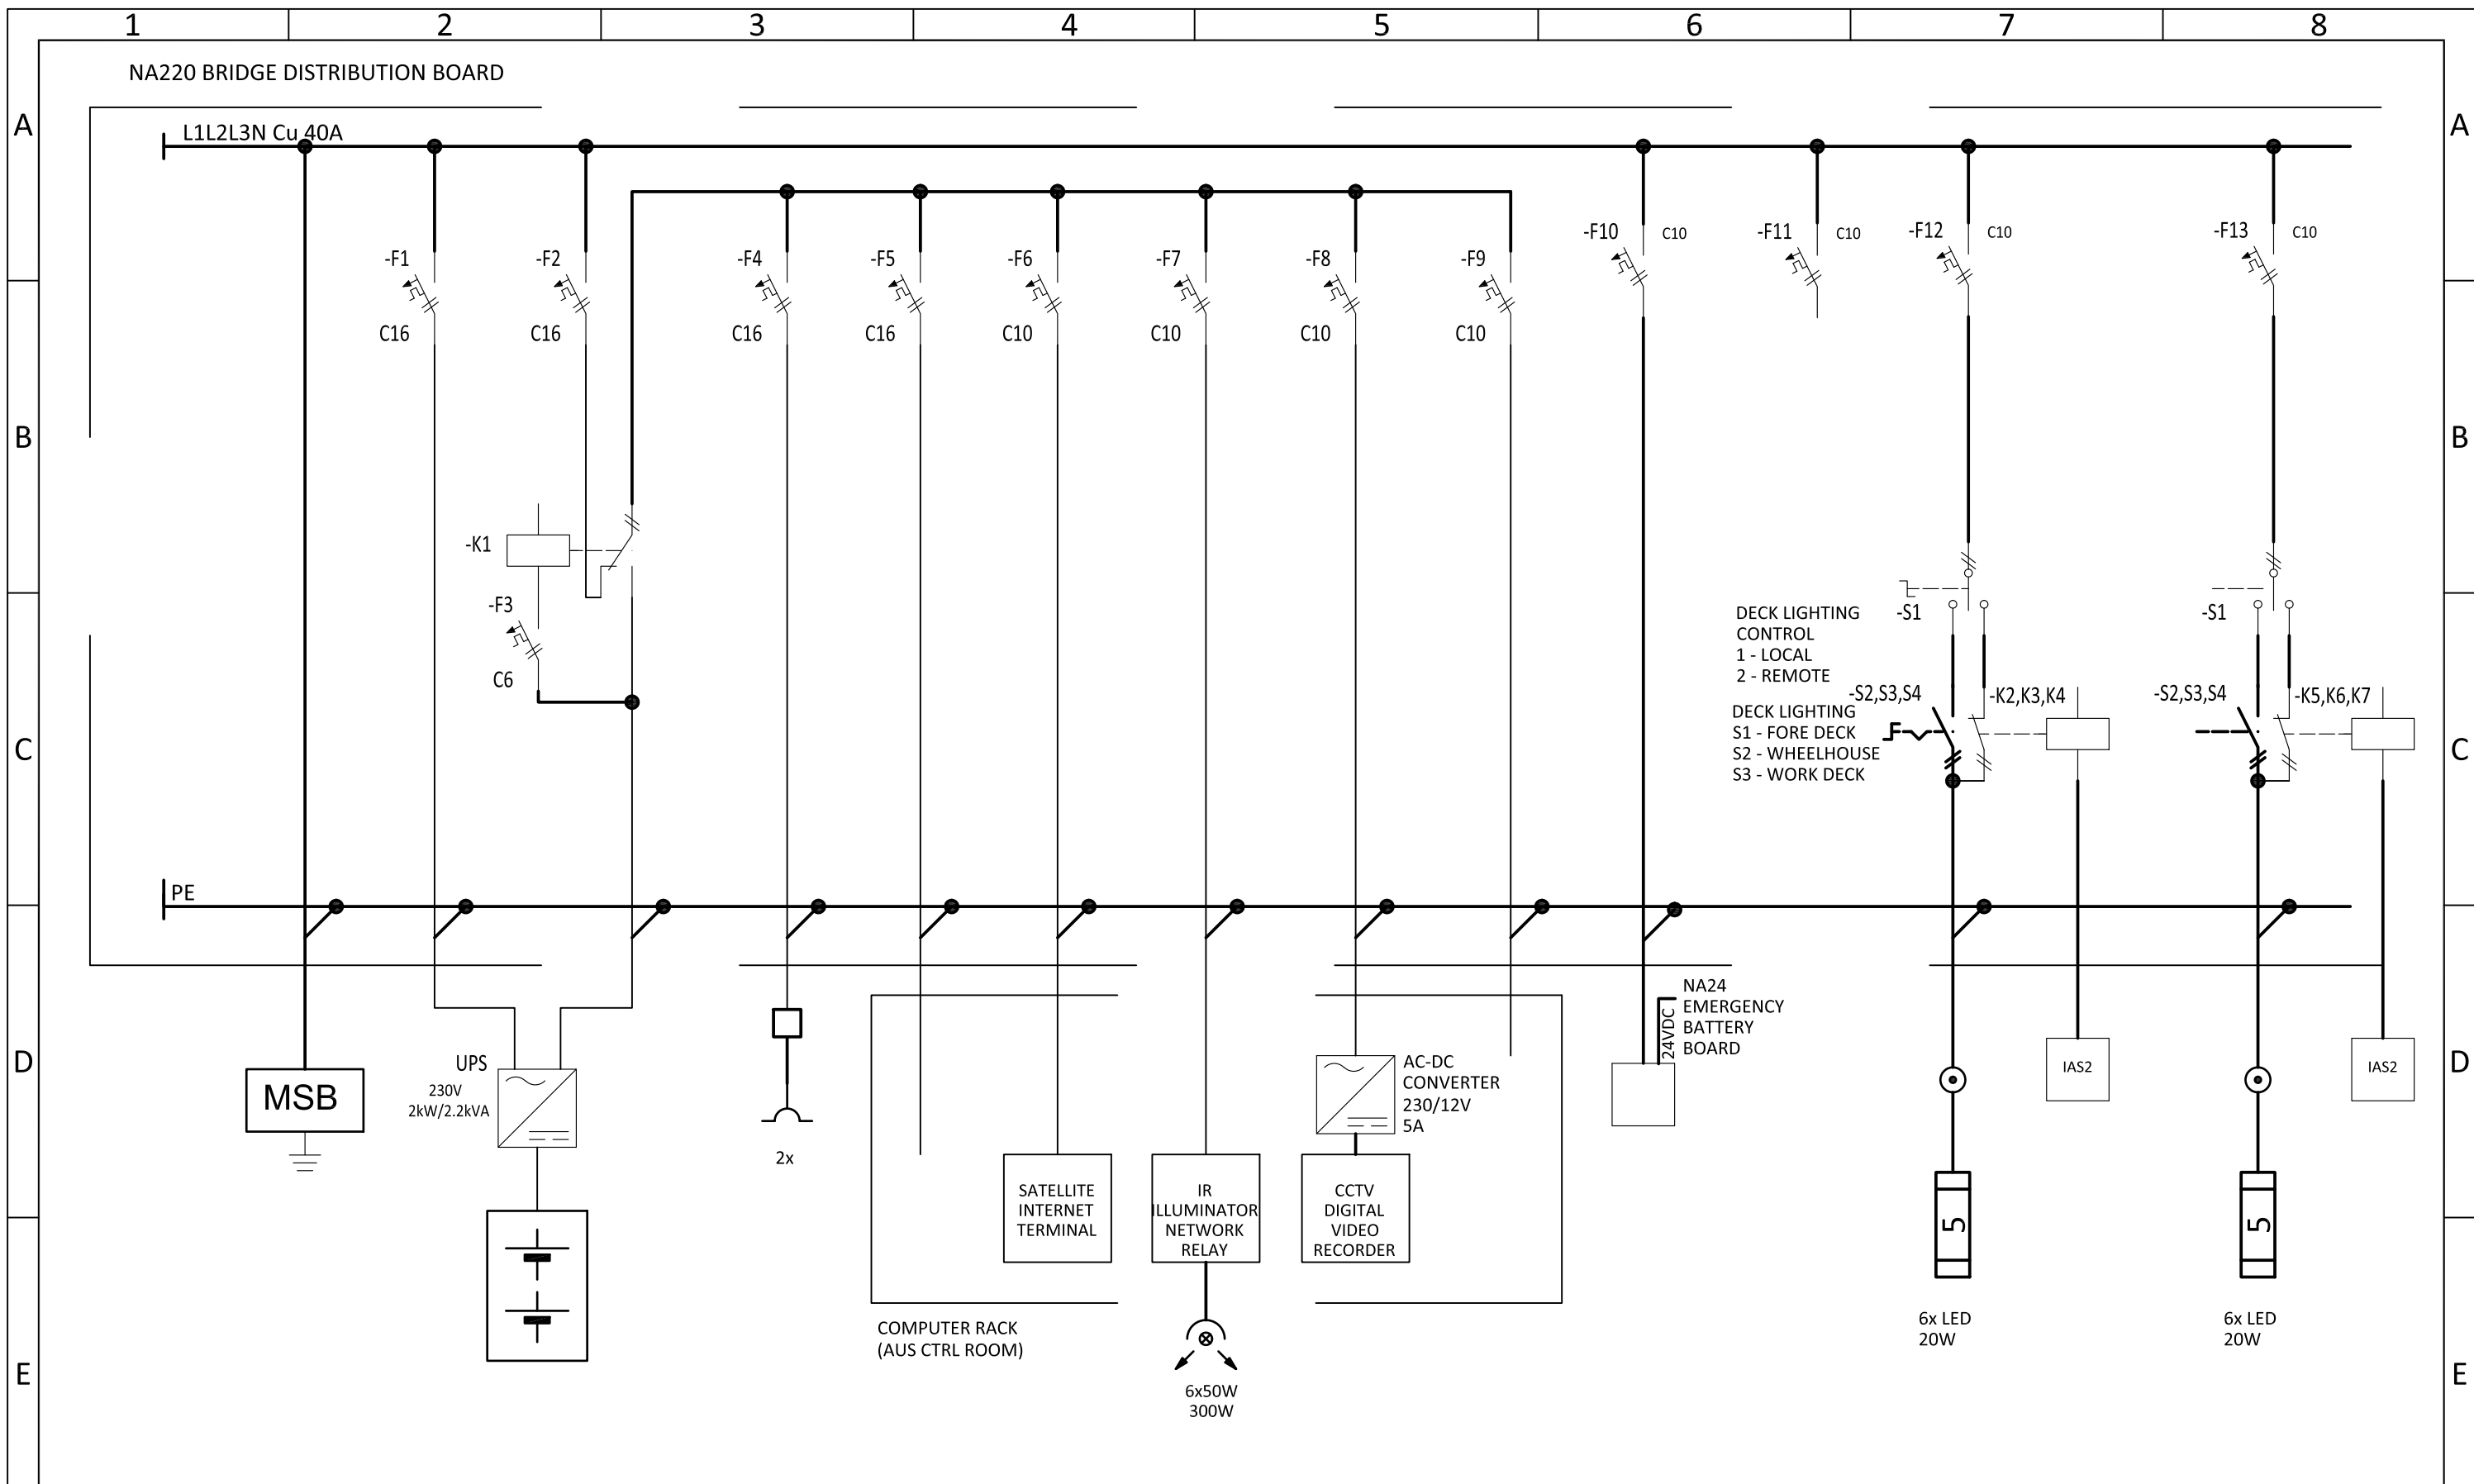 1 2 3 4 5 6 7 8
NA220 BRIDGE DISTRIBUTION BOARD
A A
L1L2L3N Cu 40A
-F10 C10 -F11 C10 -F12 C10 -F13 C10
-F1 -F2 -F4 -F5 -F6 -F7 -F8 -F9
C16 C16 C16 C16 C10 C10 C10 C10
B B
-K1
-F3
C6
DECK LIGHTING
CONTROL
1 - LOCAL
2 - REMOTE
-S1 -S1
-S2,S3,S4 -K2,K3,K4 -S2,S3,S4 -K5,K6,K7
DECK LIGHTING
S1 - FORE DECK
S2 - WHEELHOUSE
S3 - WORK DECK
C C
PE
NA24
EMERGENCY
BATTERY
BOARD
24VDC
D D
MSB
UPS
230V
2kW/2.2kVA
2x
AC-DC
CONVERTER
230/12V
5A
IAS2 IAS2
SATELLITE
INTERNET
TERMINAL
IR
ILLUMINATOR
NETWORK
RELAY
CCTV
DIGITAL
VIDEO
RECORDER
5 5
COMPUTER RACK
(AUS CTRL ROOM)
6x LED
20W
6x LED
20W
E E
6x50W
300W